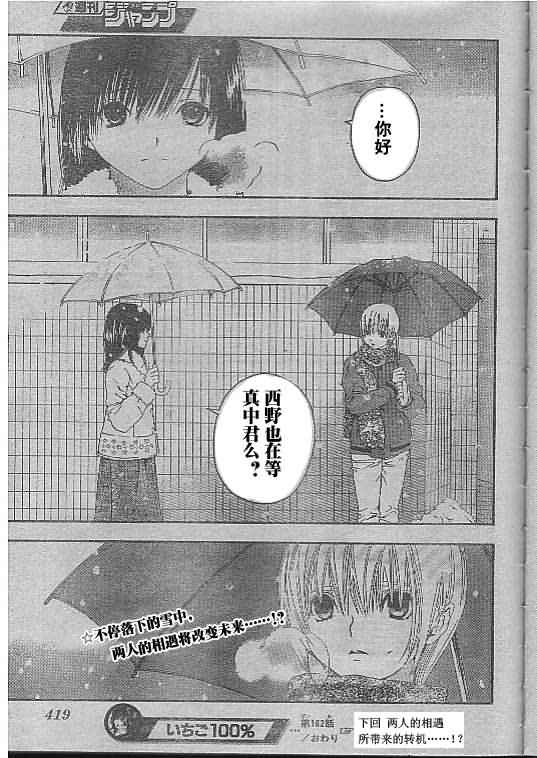 週刊
ジャンプ
…你好
西野也在等
真中君么？
☆不停落下的雪中，
两人的相遇将改变未来……!?
419
いちご100%
第162話
…
/おわり
下回 两人的相遇
所带来的转机……!?